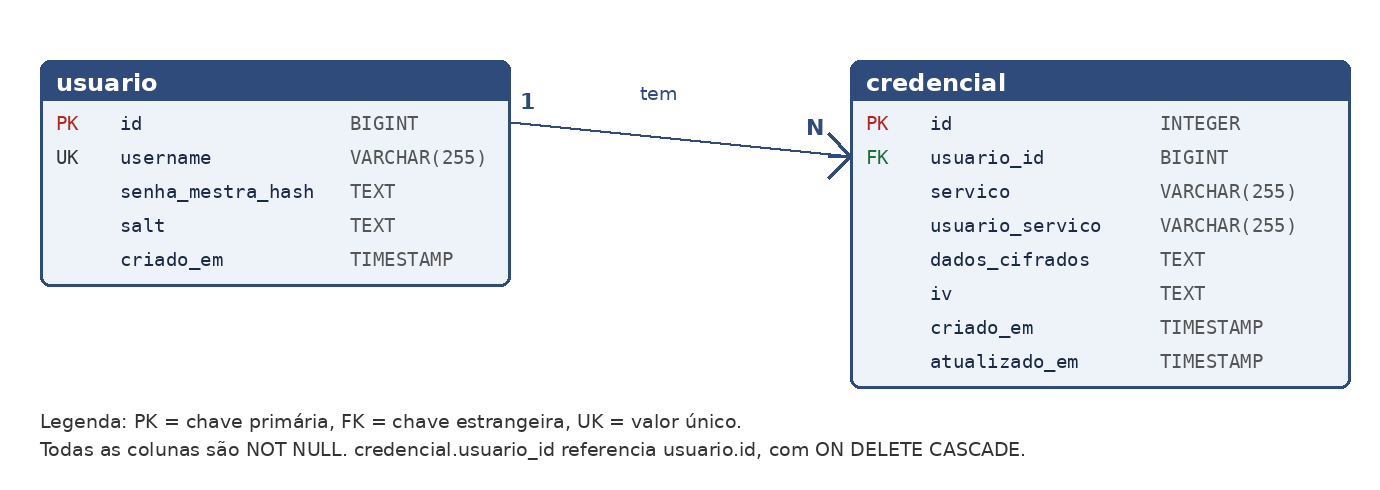 usuario
PK id BIGINT
UK username VARCHAR(255)
senha_mestra_hash TEXT
salt TEXT
criado_em TIMESTAMP
1
tem
N
credencial
PK id INTEGER
FK usuario_id BIGINT
servico VARCHAR(255)
usuario_servico VARCHAR(255)
dados_cifrados TEXT
iv TEXT
criado_em TIMESTAMP
atualizado_em TIMESTAMP
Legenda: PK = chave primária, FK = chave estrangeira, UK = valor único.
Todas as colunas são NOT NULL. credencial.usuario_id referencia usuario.id, com ON DELETE CASCADE.